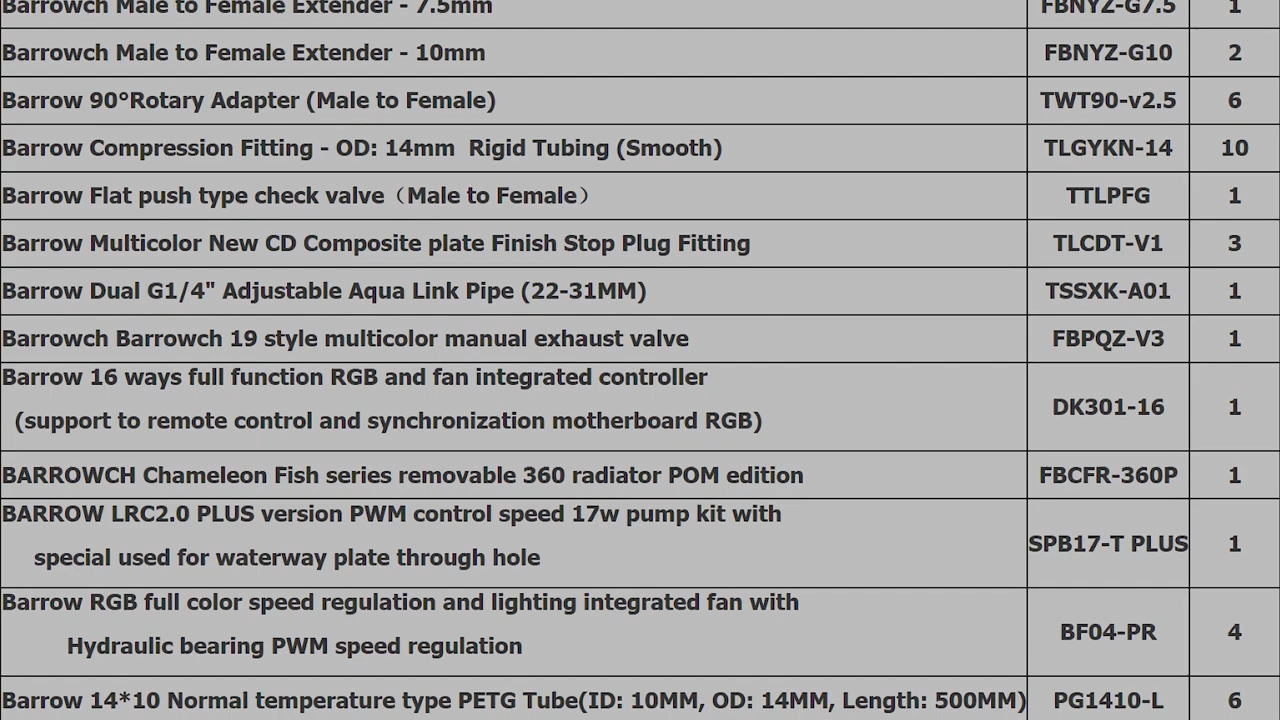 Barrowch Male to Female Extender - 7.5mm FBNYZ-G7.5 1
Barrowch Male to Female Extender - 10mm FBNYZ-G10 2
Barrow 90°Rotary Adapter (Male to Female) TWT90-v2.5 6
Barrow Compression Fitting - OD: 14mm  Rigid Tubing (Smooth) TLGYKN-14 10
Barrow Flat push type check valve（Male to Female） TTLPFG 1
Barrow Multicolor New CD Composite plate Finish Stop Plug Fitting TLCDT-V1 3
Barrow Dual G1/4" Adjustable Aqua Link Pipe (22-31MM) TSSXK-A01 1
Barrowch Barrowch 19 style multicolor manual exhaust valve FBPQZ-V3 1
Barrow 16 ways full function RGB and fan integrated controller
(support to remote control and synchronization motherboard RGB) DK301-16 1
BARROWCH Chameleon Fish series removable 360 radiator POM edition FBCFR-360P 1
BARROW LRC2.0 PLUS version PWM control speed 17w pump kit with
special used for waterway plate through hole SPB17-T PLUS 1
Barrow RGB full color speed regulation and lighting integrated fan with
Hydraulic bearing PWM speed regulation BF04-PR 4
Barrow 14*10 Normal temperature type PETG Tube(ID: 10MM, OD: 14MM, Length: 500MM) PG1410-L 6